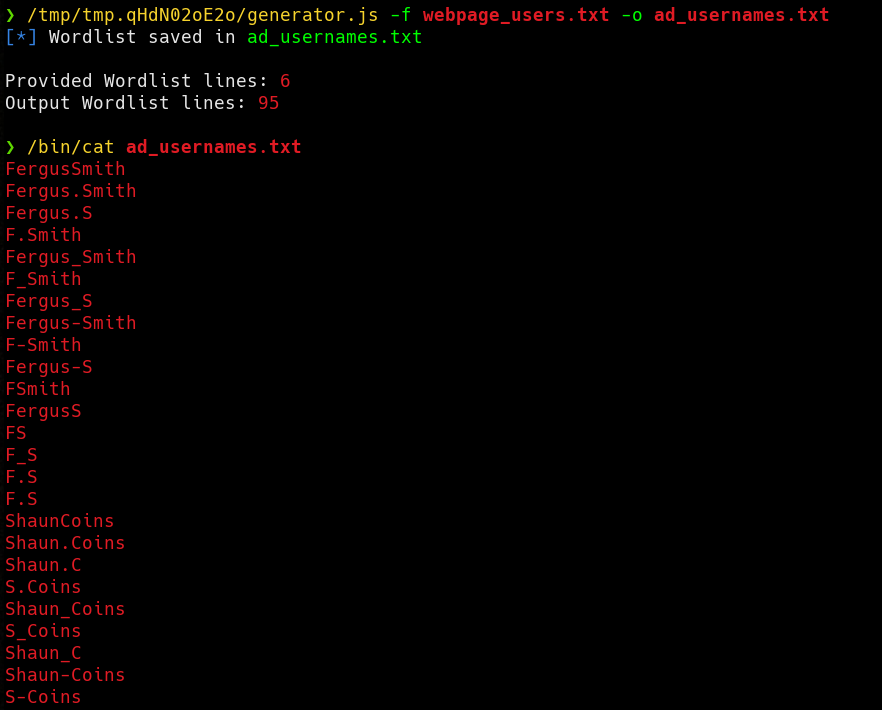 ❯ /tmp/tmp.qHdN02oE2o/generator.js -f webpage_users.txt -o ad_usernames.txt
[*] Wordlist saved in ad_usernames.txt
Provided Wordlist lines: 6
Output Wordlist lines: 95
❯ /bin/cat ad_usernames.txt
FergusSmith
Fergus.Smith
Fergus.S
F.Smith
Fergus_Smith
F_Smith
Fergus_S
Fergus-Smith
F-Smith
Fergus-S
FSmith
FergusS
FS
F_S
F.S
F.S
ShaunCoins
Shaun.Coins
Shaun.C
S.Coins
Shaun_Coins
S_Coins
Shaun_C
Shaun-Coins
S-Coins